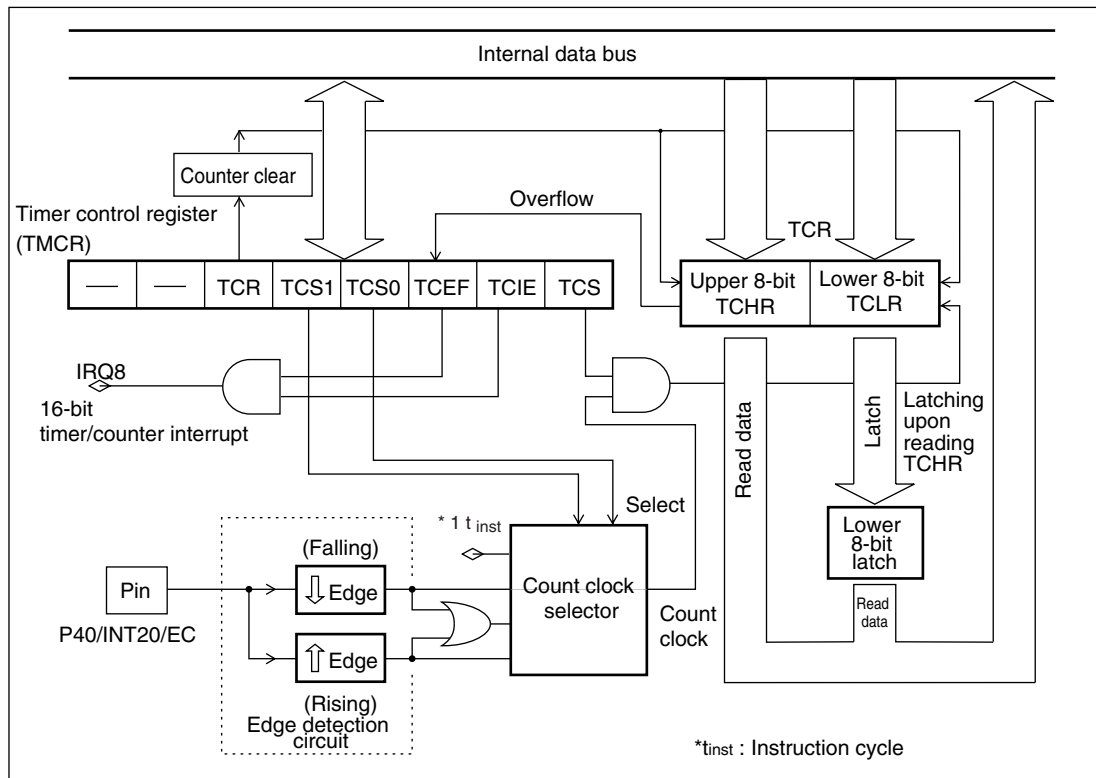 Internal data bus
Counter clear
Timer control register
(TMCR)
Overflow
TCR
— — TCR TCS1 TCS0 TCEF TCIE TCS
Upper 8-bit
TCHR
Lower 8-bit
TCLR
IRQ8
16-bit
timer/counter interrupt
Read data
Latch
Latching
upon
reading
TCHR
Select
* 1 tinst
Lower
8-bit
latch
Read
data
(Falling)
Edge
Pin
P40/INT20/EC
Edge
(Rising)
Edge detection
circuit
Count clock
selector
Count
clock
*tinst : Instruction cycle